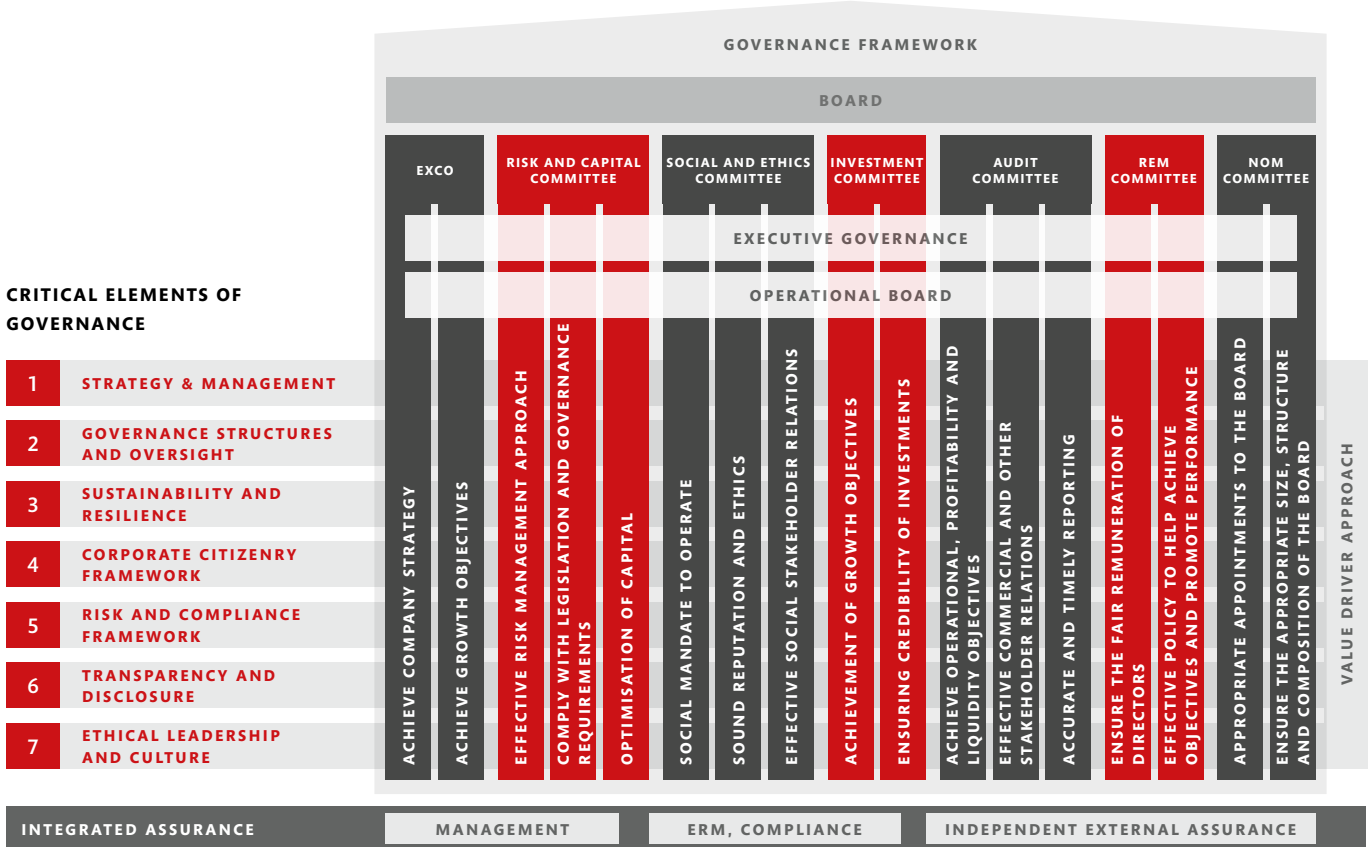 GOVERNANCE FRAMEWORK
BOARD
EXCO
RISK AND CAPITAL
COMMITTEE
SOCIAL AND ETHICS
COMMITTEE
INVESTMENT
COMMITTEE
AUDIT
COMMITTEE
REM
COMMITTEE
NOM
COMMITTEE
EXECUTIVE GOVERNANCE
OPERATIONAL BOARD
CRITICAL ELEMENTS OF
GOVERNANCE
1
STRATEGY & MANAGEMENT
2
GOVERNANCE STRUCTURES
AND OVERSIGHT
3
SUSTAINABILITY AND
RESILIENCE
4
CORPORATE CITIZENRY
FRAMEWORK
5
RISK AND COMPLIANCE
FRAMEWORK
6
TRANSPARENCY AND
DISCLOSURE
7
ETHICAL LEADERSHIP
AND CULTURE
ACHIEVE COMPANY STRATEGY
ACHIEVE GROWTH OBJECTIVES
EFFECTIVE RISK MANAGEMENT APPROACH
COMPLY WITH LEGISLATION AND GOVERNANCE
REQUIREMENTS
OPTIMISATION OF CAPITAL
SOCIAL MANDATE TO OPERATE
SOUND REPUTATION AND ETHICS
EFFECTIVE SOCIAL STAKEHOLDER RELATIONS
ACHIEVEMENT OF GROWTH OBJECTIVES
ENSURING CREDIBILITY OF INVESTMENTS
ACHIEVE OPERATIONAL, PROFITABILITY AND
LIQUIDITY OBJECTIVES
EFFECTIVE COMMERCIAL AND OTHER
STAKEHOLDER RELATIONS
ACCURATE AND TIMELY REPORTING
ENSURE THE FAIR REMUNERATION OF
DIRECTORS
EFFECTIVE POLICY TO HELP ACHIEVE
OBJECTIVES AND PROMOTE PERFORMANCE
APPROPRIATE APPOINTMENTS TO THE BOARD
ENSURE THE APPROPRIATE SIZE, STRUCTURE
AND COMPOSITION OF THE BOARD
VALUE DRIVER APPROACH
INTEGRATED ASSURANCE
MANAGEMENT
ERM, COMPLIANCE
INDEPENDENT EXTERNAL ASSURANCE